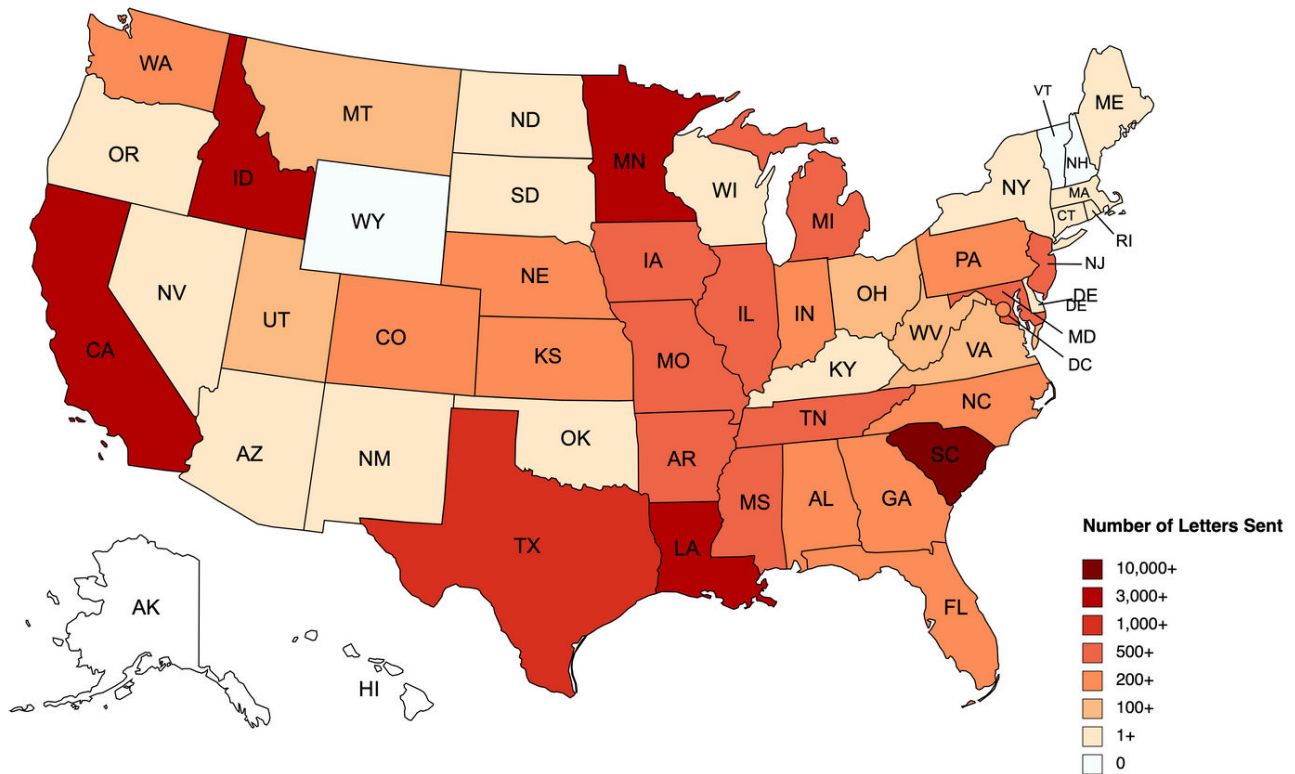 WA
MT
ND
MN
VT
ME
OR
ID
SD
WI
NH
NY
MA
WY
MI
CT
RI
IA
PA
NJ
NE
NV
OH
DE
DE
UT
IL
IN
CO
WV
MD
CA
KS
MO
VA
DC
KY
NC
TN
OK
AZ
NM
AR
SC
MS
AL
GA
TX
LA
Number of Letters Sent
10,000+
3,000+
AK
FL
1,000+
500+
HI
200+
100+
1+
0